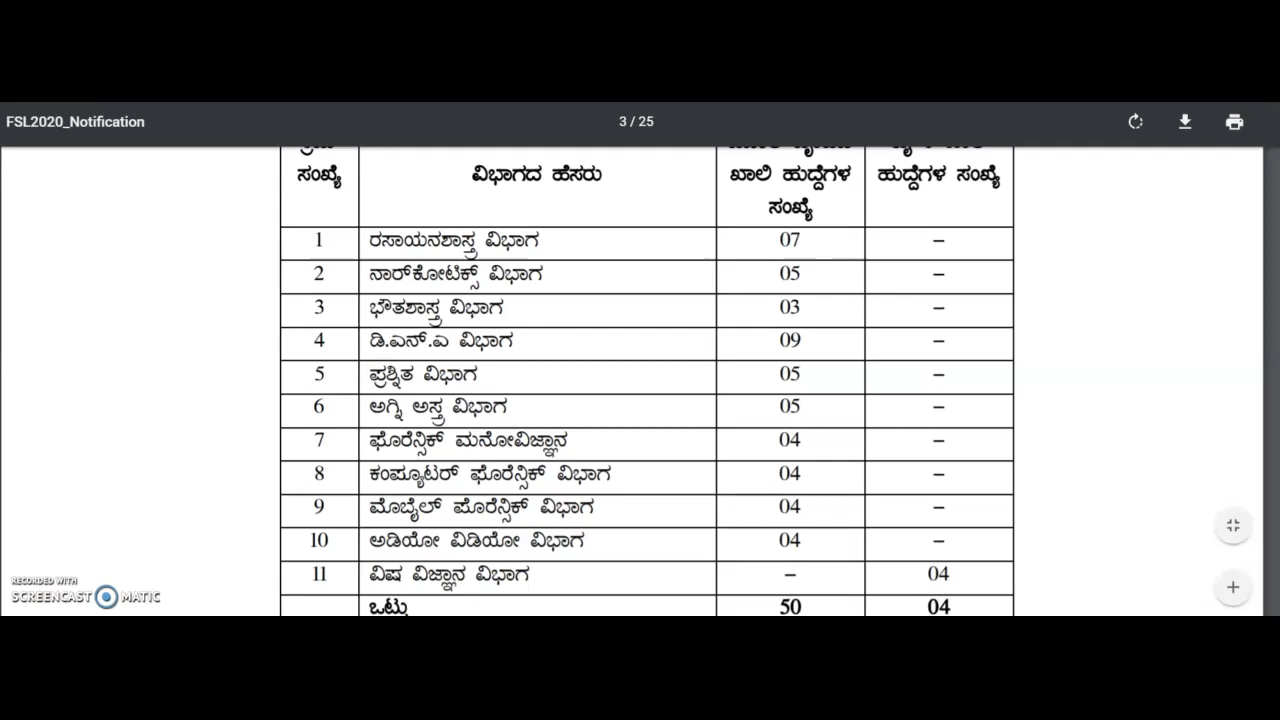 FSL2020_Notification 3 / 25
ಸಂಖ್ಯೆ ವಿಭಾಗದ ಹೆಸರು ಖಾಲಿ ಹುದ್ದೆಗಳ ಹುದ್ದೆಗಳ ಸಂಖ್ಯೆ
ಸಂಖ್ಯೆ
1 ರಸಾಯನಶಾಸ್ತ್ರ ವಿಭಾಗ 07 –
2 ನಾರ್‌ಕೋಟಿಕ್ಸ್ ವಿಭಾಗ 05 –
3 ಭೌತಶಾಸ್ತ್ರ ವಿಭಾಗ 03 –
4 ಡಿ.ಎನ್.ಎ ವಿಭಾಗ 09 –
5 ಪ್ರಶ್ನಿತ ವಿಭಾಗ 05 –
6 ಅಗ್ನಿ ಅಸ್ತ್ರ ವಿಭಾಗ 05 –
7 ಫೊರೆನ್ಸಿಕ್ ಮನೋವಿಜ್ಞಾನ 04 –
8 ಕಂಪ್ಯೂಟರ್ ಫೊರೆನ್ಸಿಕ್ ವಿಭಾಗ 04 –
9 ಮೊಬೈಲ್ ಪೊರೆನ್ಸಿಕ್ ವಿಭಾಗ 04 –
10 ಅಡಿಯೋ ವಿಡಿಯೋ ವಿಭಾಗ 04 –
11 ವಿಷ ವಿಜ್ಞಾನ ವಿಭಾಗ – 04
ಒಟ್ಟು 50 04
RECORDED WITH
SCREENCAST MATIC